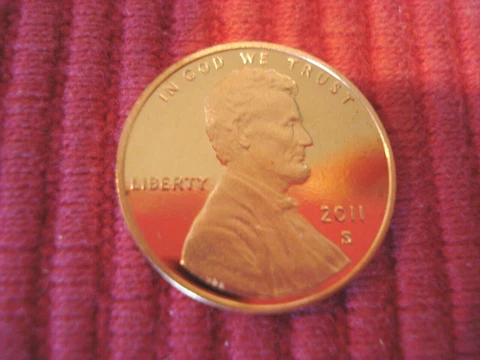 IN GOD WE TRUST
LIBERTY
2011
S